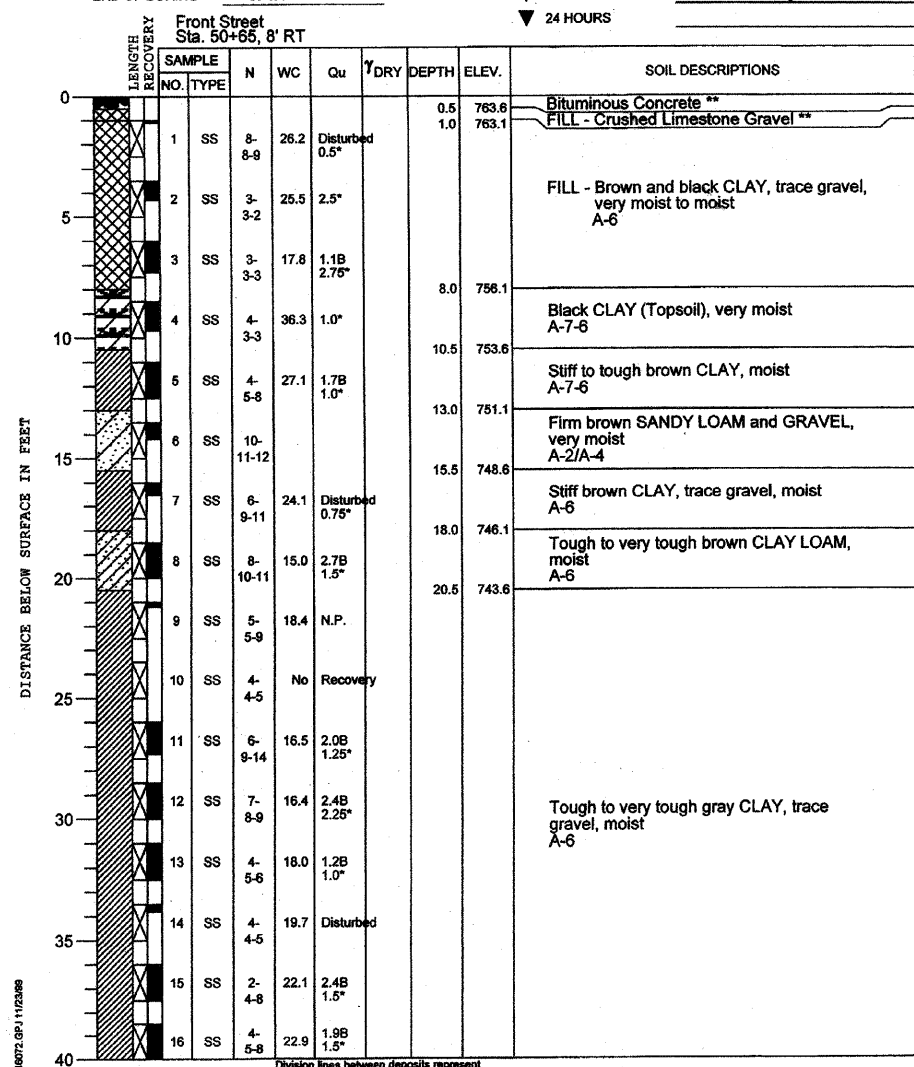 ▼ 24 HOURS
Front Street
Sta. 50+65, 8' RT
LENGTH
RECOVERY
SAMPLE
NO. TYPE N WC Qu γDRY DEPTH ELEV. SOIL DESCRIPTIONS
0
0.5 763.6 Bituminous Concrete **
1.0 763.1 FILL - Crushed Limestone Gravel **
1 SS 8- 26.2 Disturbed
8-9 0.5*
FILL - Brown and black CLAY, trace gravel,
very moist to moist
A-6
2 SS 3- 25.5 2.5*
3-2
5
3 SS 3- 17.8 1.1B
3-3 2.75*
8.0 756.1
Black CLAY (Topsoil), very moist
A-7-6
4 SS 4- 36.3 1.0*
3-3
10
10.5 753.6
Stiff to tough brown CLAY, moist
A-7-6
5 SS 4- 27.1 1.7B
5-8 1.0*
13.0 751.1
Firm brown SANDY LOAM and GRAVEL,
very moist
A-2/A-4
6 SS 10-
11-12
15
15.5 748.6
Stiff brown CLAY, trace gravel, moist
A-6
7 SS 6- 24.1 Disturbed
9-11 0.75*
18.0 746.1
Tough to very tough brown CLAY LOAM,
moist
A-6
8 SS 8- 15.0 2.7B
10-11 1.5*
20
20.5 743.6
9 SS 5- 18.4 N.P.
5-9
10 SS 4- No Recovery
4-5
25
11 SS 6- 16.5 2.0B
9-14 1.25*
12 SS 7- 16.4 2.4B
8-9 2.25*
30
Tough to very tough gray CLAY, trace
gravel, moist
A-6
13 SS 4- 18.0 1.2B
5-6 1.0*
14 SS 4- 19.7 Disturbed
4-5
35
15 SS 2- 22.1 2.4B
4-8 1.5*
16 SS 4- 22.9 1.9B
5-8 1.5*
40
DISTANCE BELOW SURFACE IN FEET
6072.GPJ 11/23/99
Division lines between deposits represent